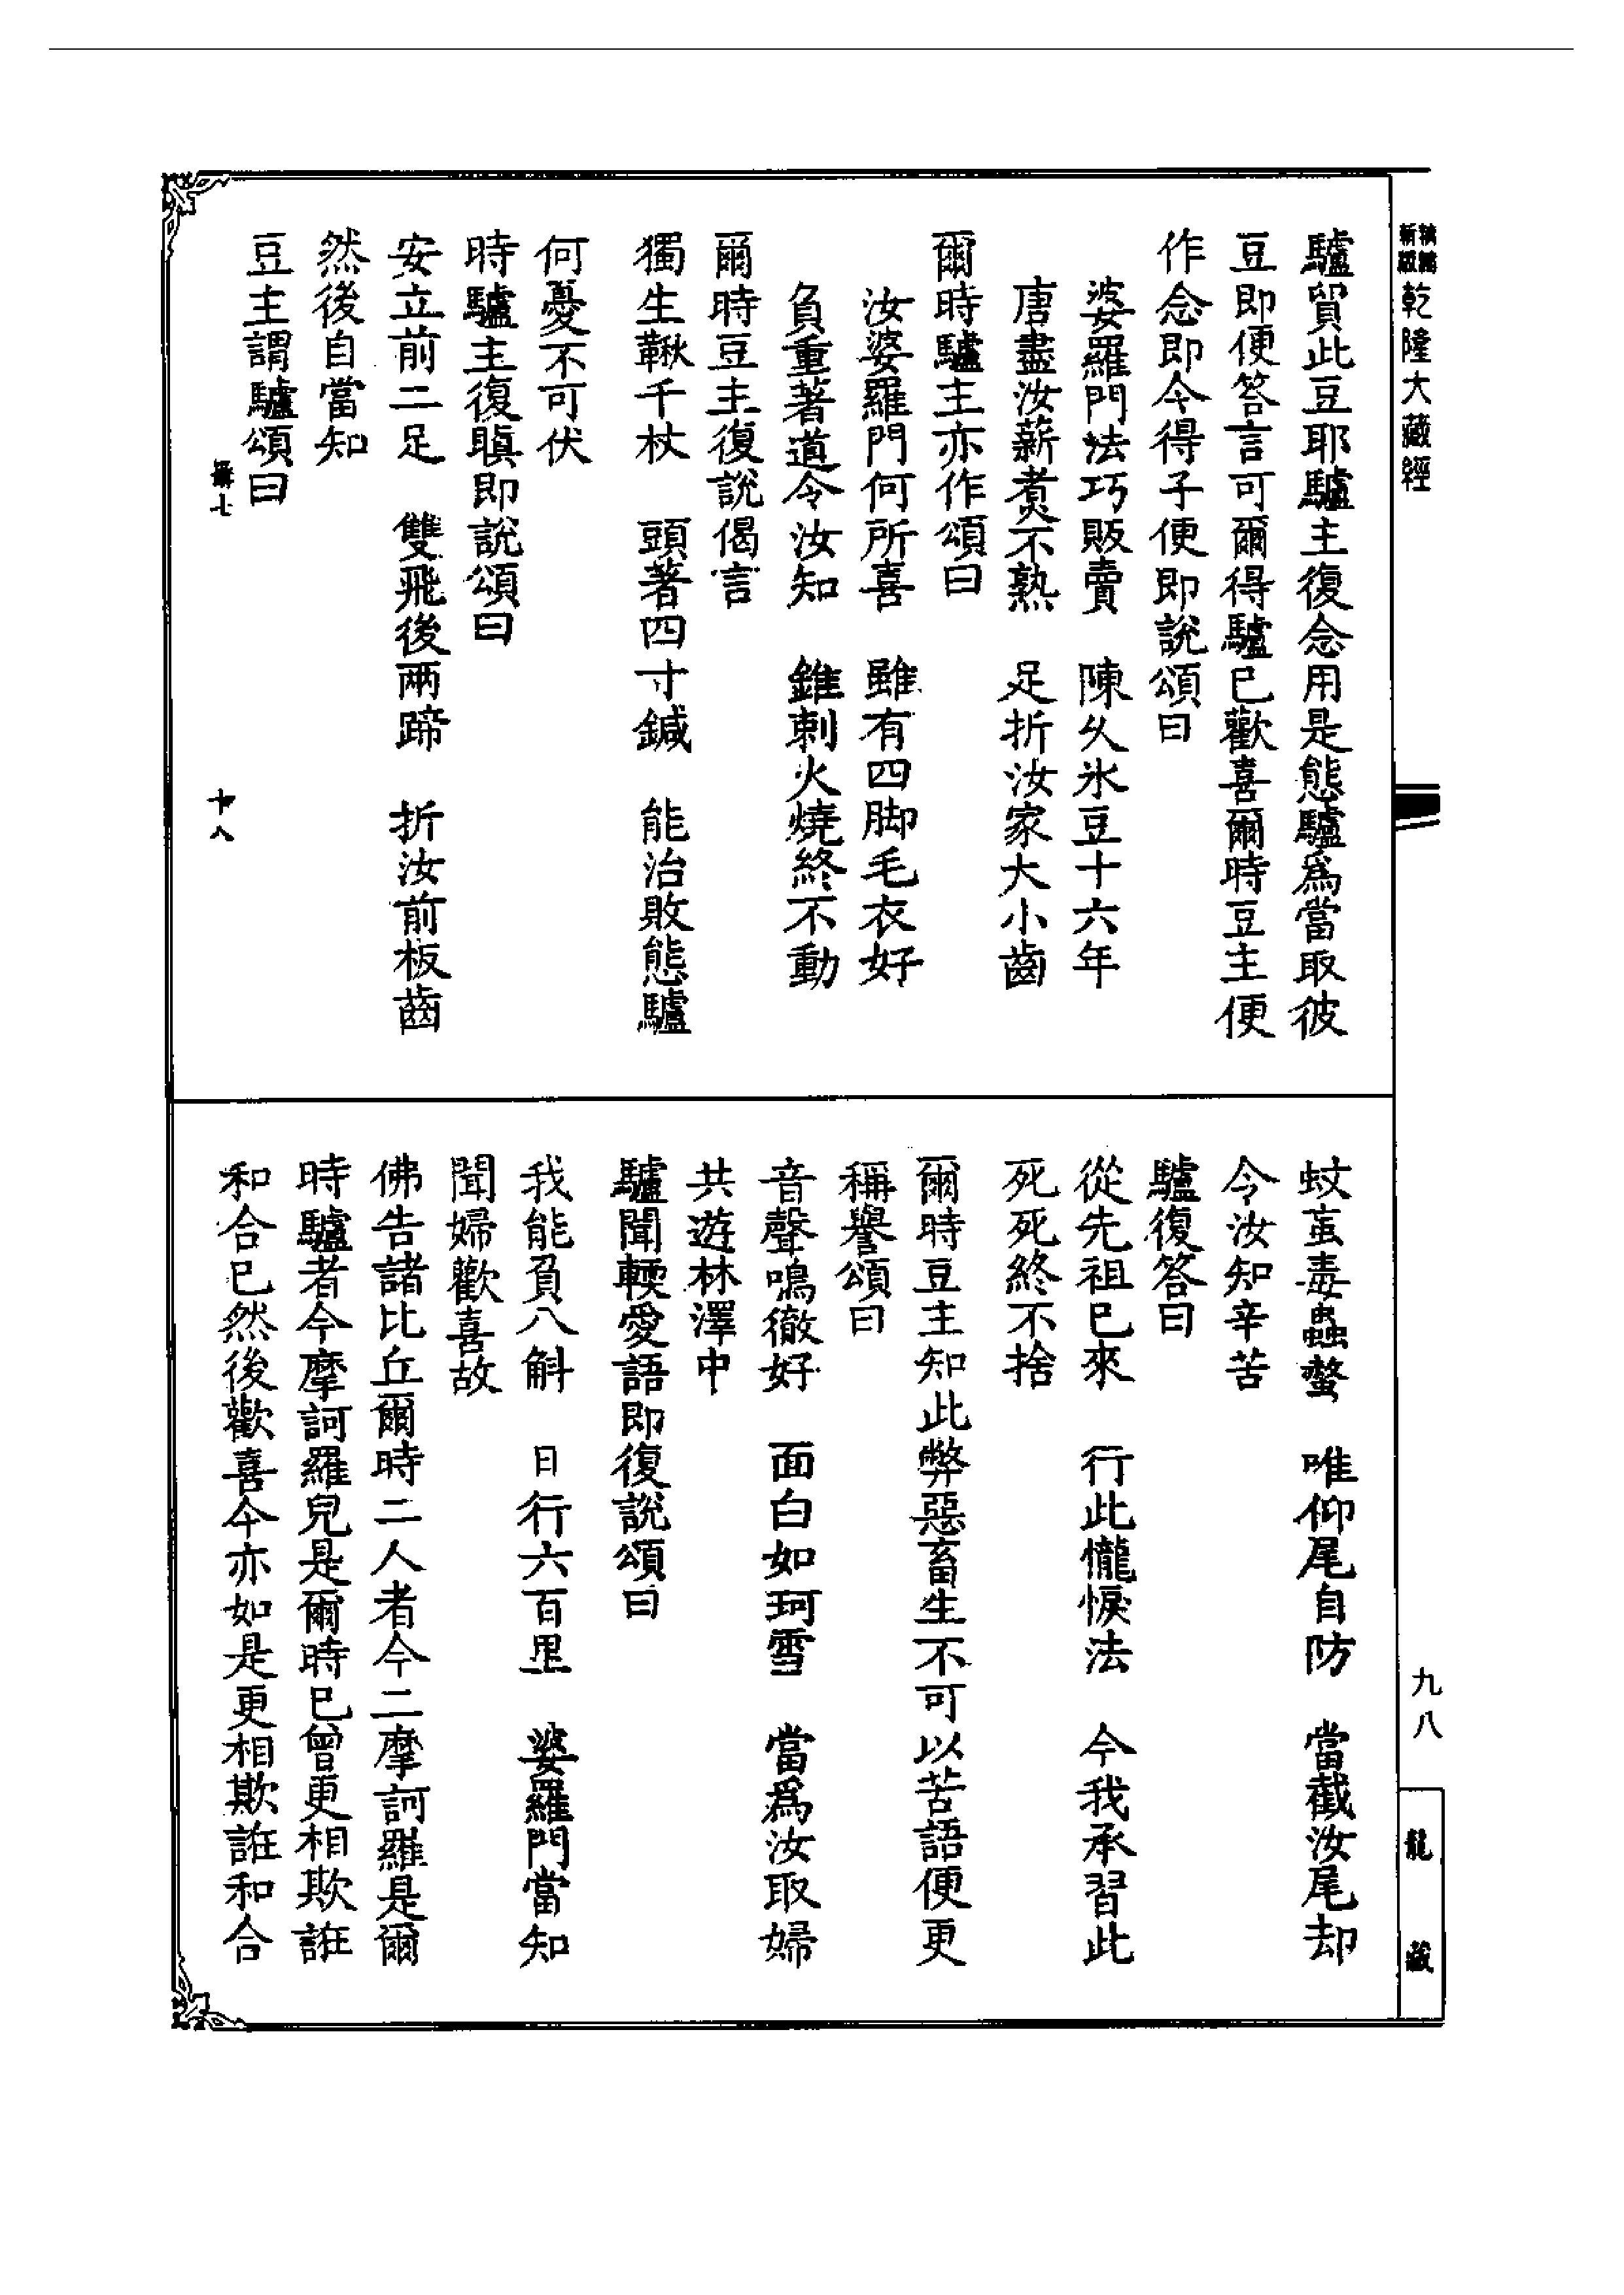 乾隆大藏經
驢貿此豆耶驢主復念用是態驢為當取彼
豆即便答言可爾得驢已歡喜爾時豆主便
作念即今得子便即說頌曰
婆羅門法巧販賣　陳久氷豆十六年
唐盡汝薪煑不熟　足折汝家大小齒
爾時驢主亦作頌曰
汝婆羅門何所喜　雖有四脚毛衣好
負重著道令汝知　錐刺火燒終不動
爾時豆主復說偈言
獨生鞦千杖　頭著四寸鍼　能治敗態驢
何憂不可伏
時驢主復瞋即說頌曰
安立前二足　雙飛後兩蹄　折汝前板齒
然後自當知
豆主謂驢頌曰
十八
蚊䖟毒蟲螫　唯仰尾自防　當截汝尾却
令汝知辛苦
驢復答曰
從先祖已來　行此懺悷法　今我承習此
死死終不捨
爾時豆主知此弊惡畜生不可以苦語便更
稱譽頌曰
音聲鳴徹好　面白如珂雪　當為汝取婦
共遊林澤中
驢聞輭愛語即復說頌曰
我能負八斛　日行六百里　婆羅門當知
聞婦歡喜故
佛告諸比丘爾時二人者今二摩訶羅是爾
時驢者今摩訶羅兒是爾時已曾更相欺誑
和合已然後歡喜今亦如是更相欺誑和合
九八
龍藏